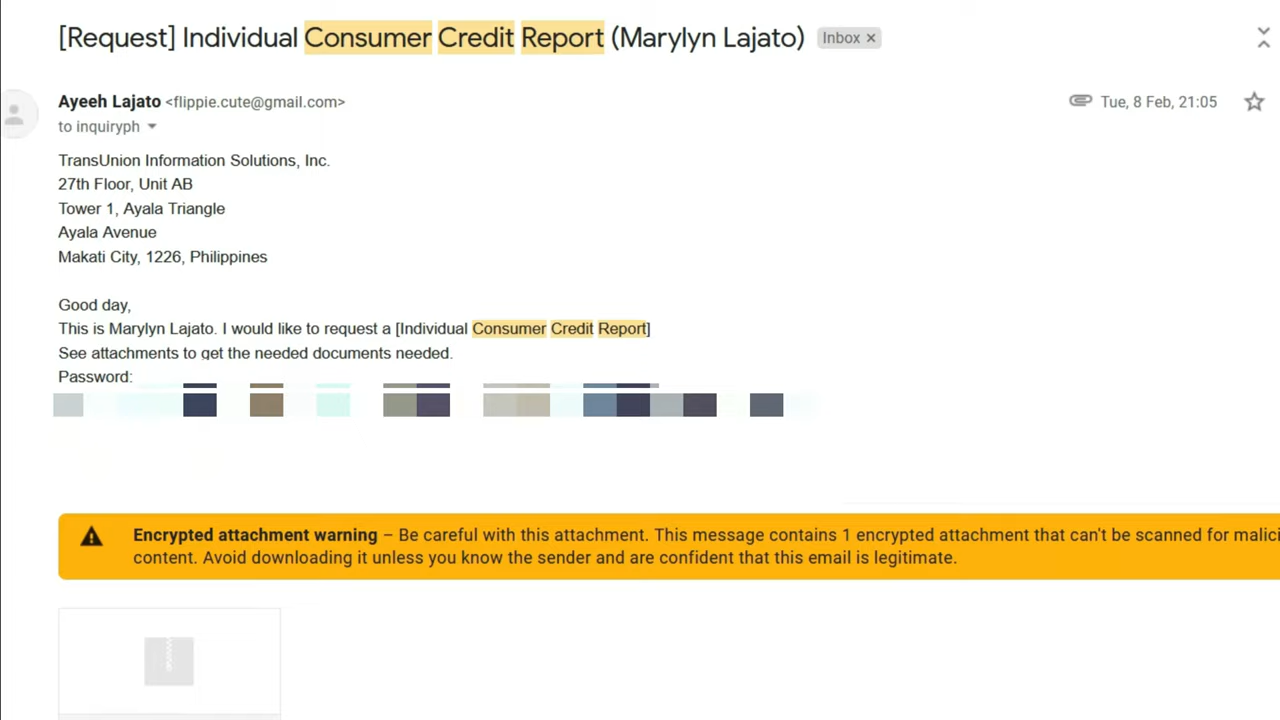 [Request] Individual Consumer Credit Report (Marylyn Lajato) Inbox ×
Ayeeh Lajato <flippie.cute@gmail.com> Tue, 8 Feb, 21:05
to inquiryph
TransUnion Information Solutions, Inc.
27th Floor, Unit AB
Tower 1, Ayala Triangle
Ayala Avenue
Makati City, 1226, Philippines
Good day,
This is Marylyn Lajato. I would like to request a [Individual Consumer Credit Report]
See attachments to get the needed documents needed.
Password:
Encrypted attachment warning – Be careful with this attachment. This message contains 1 encrypted attachment that can't be scanned for
content. Avoid downloading it unless you know the sender and are confident that this email is legitimate.